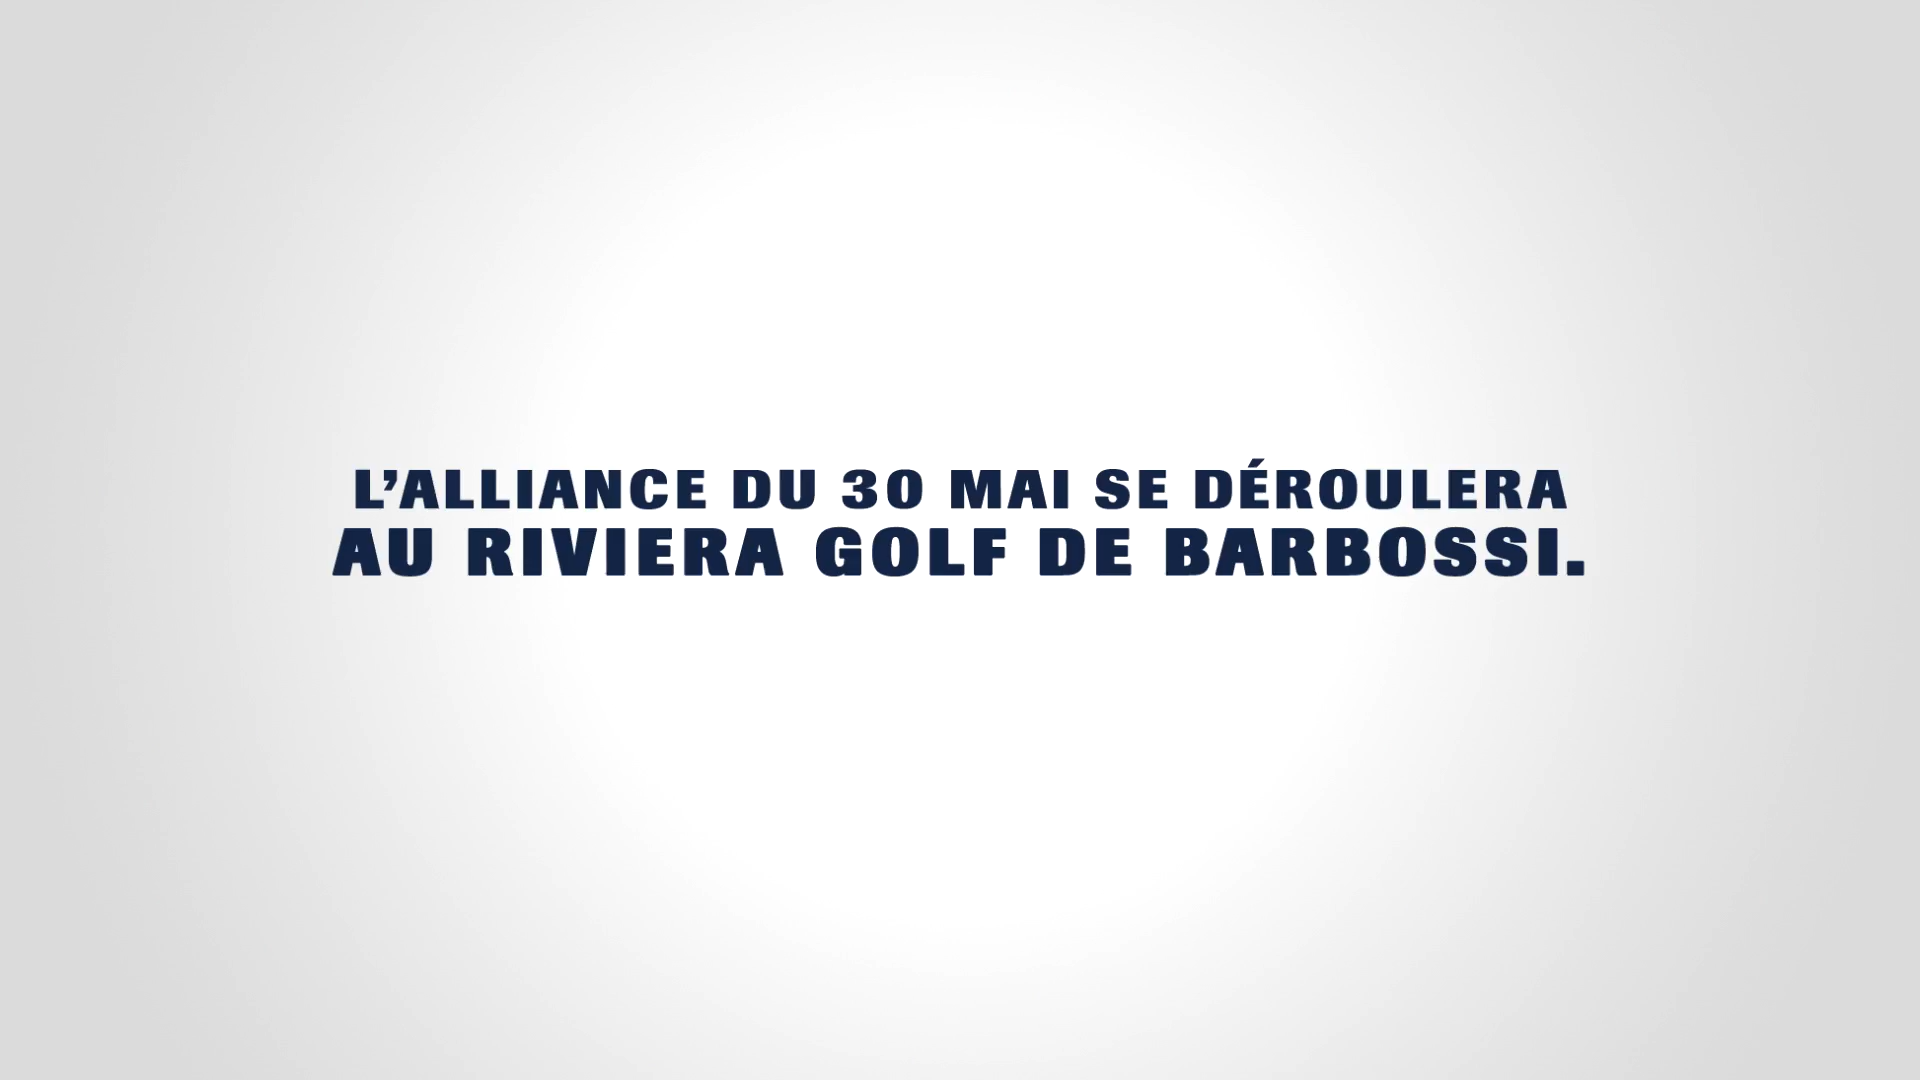 L’ALLIANCE DU 30 MAI SE DÉROULERA
AU RIVIERA GOLF DE BARBOSSI.